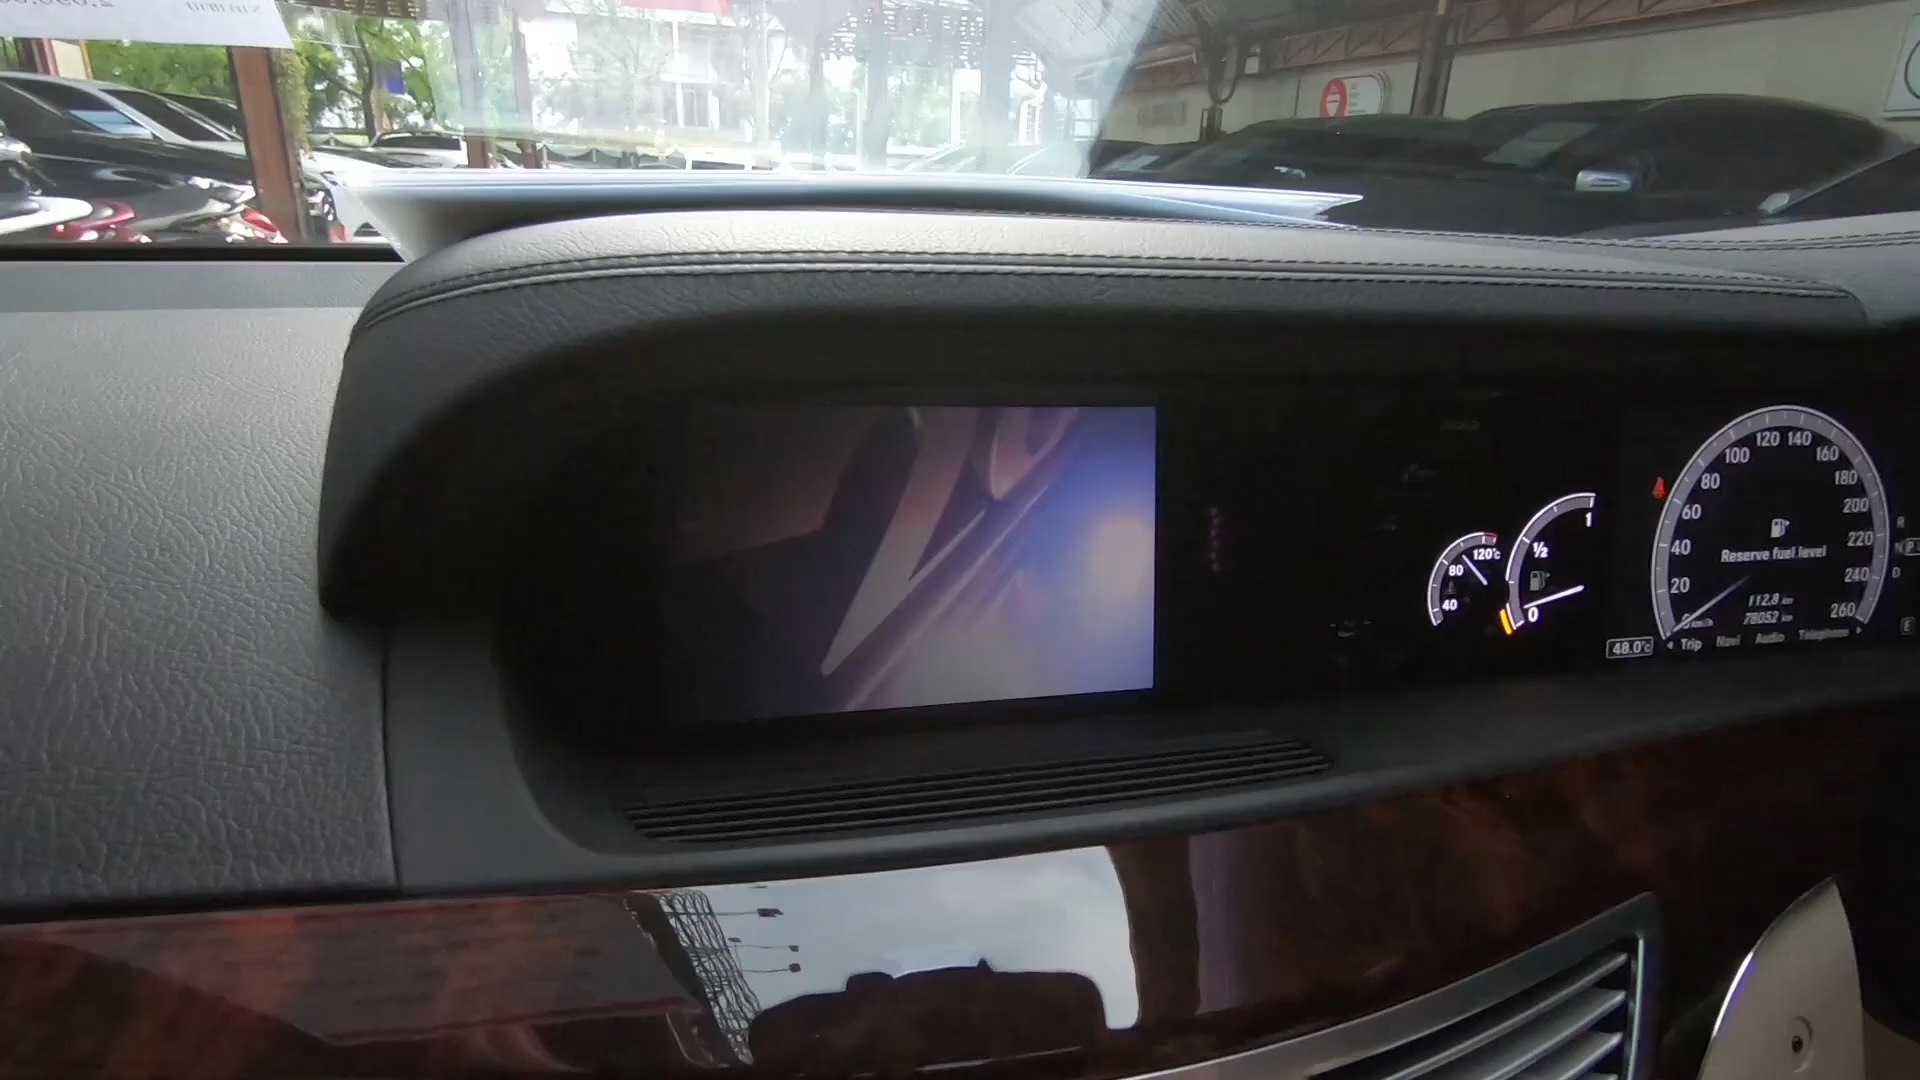 120 140
100
160
80
180
60
200
40
220
20
240
260
Reserve fuel level
112.8 km
78052 km
Trip Navi Audio Telephone
48.0°c
120°c
80
40
1
½
0
R
N P
D
E